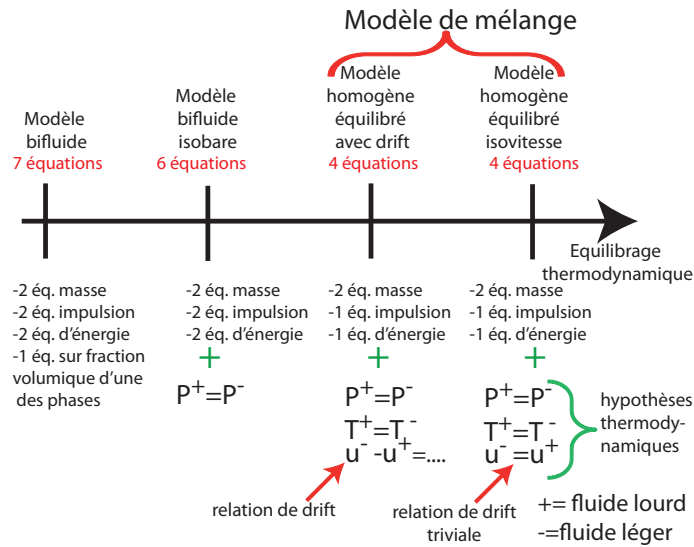 Modèle de mélange
Modèle
bifluide
7 équations
Modèle
bifluide
isobare
6 équations
Modèle
homogène
équilibré
avec drift
4 équations
Modèle
homogène
équilibré
isovitesse
4 équations
Equilibrage
thermodynamique
-2 éq. masse
-2 éq. impulsion
-2 éq. d'énergie
-1 éq. sur fraction
volumique d'une
des phases
-2 éq. masse
-2 éq. impulsion
-2 éq. d'énergie
+
P⁺=P⁻
-2 éq. masse
-1 éq. impulsion
-1 éq. d'énergie
+
P⁺=P⁻
T⁺=T⁻
u⁻ -u⁺=....
relation de drift
-2 éq. masse
-1 éq. impulsion
-1 éq. d'énergie
+
P⁺=P⁻
T⁺=T⁻
u⁻ =u⁺
relation de drift
triviale
hypothèses
thermody-
namiques
+= fluide lourd
-=fluide léger